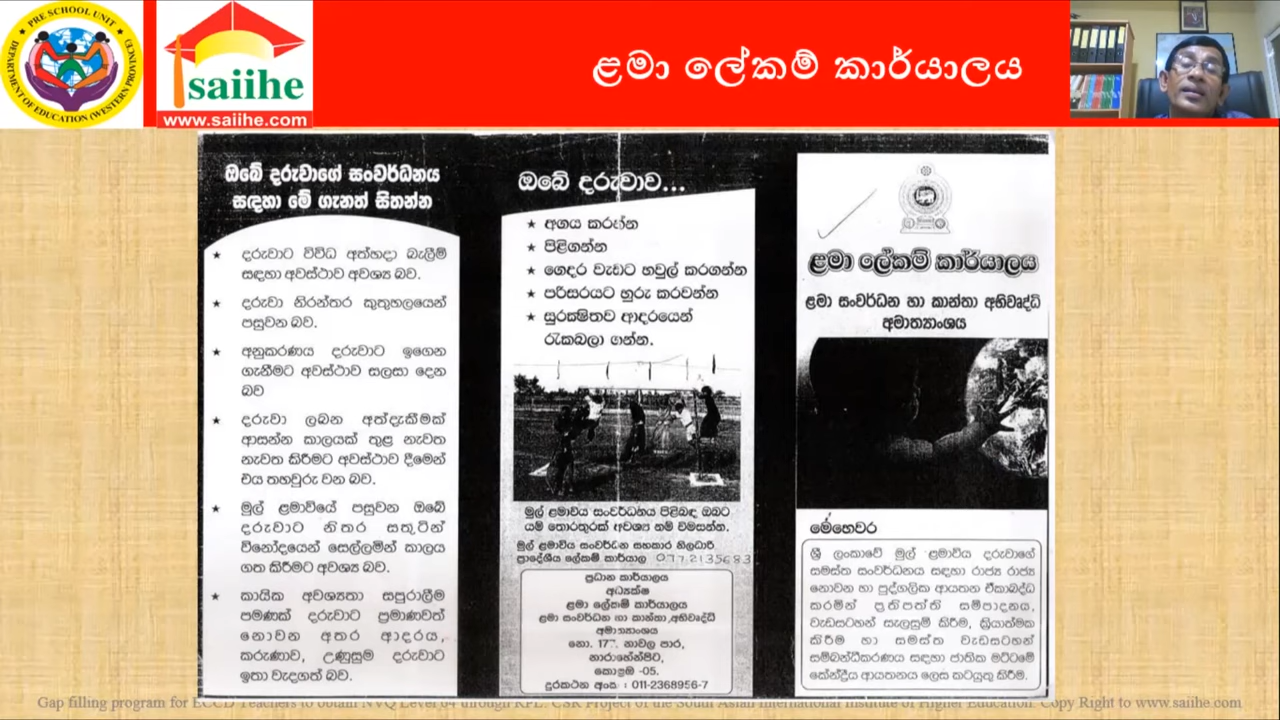 PRE SCHOOL UNIT
DEPARTMENT OF EDUCATION (WESTERN PROVINCE)
saiihe
www.saiihe.com
ළමා ලේකම් කාර්යාලය
ඔබේ දරුවාගේ සංවර්ධනය
සඳහා මේ ගැනත් සිතන්න
★ දරුවාට විවිධ අත්හදා බැලීම්
සඳහා අවස්ථාව අවශ්‍ය බව.
★ දරුවා නිරන්තර කුතුහලයෙන්
පසුවන බව.
★ අනුකරණය දරුවාට ඉගෙන
ගැනීමට අවස්ථාව සලසා දෙන
බව
★ දරුවා ලබන අත්දැකීමක්
ආසන්න කාලයක් තුළ නැවත
නැවත කිරීමට අවස්ථාව දීමෙන්
එය තහවුරු වන බව.
★ මුල් ළමාවියේ පසුවන ඔබේ
දරුවාට නිතර සතුටින්
විනෝදයෙන් සෙල්ලමින් කාලය
ගත කිරීමට අවශ්‍ය බව.
★ කායික අවශ්‍යතා සපුරාලීම
පමණක් දරුවාට ප්‍රමාණවත්
නොවන අතර ආදරය,
කරුණාව, උණුසුම දරුවාට
ඉතා වැදගත් බව.
ඔබේ දරුවාව...
★ අගය කරන්න
★ පිළිගන්න
★ ගෙදර වැඩට හවුල් කරගන්න
★ පරිසරයට හුරු කරවන්න
★ සුරක්ෂිතව ආදරයෙන්
රැකබලා ගන්න.
මුල් ළමාවිය සංවර්ධනය පිළිබඳ ඔබට
යම් තොරතුරක් අවශ්‍ය නම් විමසන්න.
මුල් ළමාවිය සංවර්ධන සහකාර නිලධාරී
ප්‍රාදේශීය ලේකම් කාර්යාල 0772135683
ප්‍රධාන කාර්යාලය
අධ්‍යක්ෂ
ළමා ලේකම් කාර්යාලය
ළමා සංවර්ධන හා කාන්තා අභිවෘද්ධි
අමාත්‍යාංශය
නාවල පාර,
නාරාහේන්පිට,
කොළඹ -05.
දුරකථන අංක : 011-2368956-7
ළමා ලේකම් කාර්යාලය
ළමා සංවර්ධන හා කාන්තා අභිවෘද්ධි
අමාත්‍යාංශය
මේහෙවර
ශ්‍රී ලංකාවේ මුල් ළමාවිය දරුවාගේ
සමස්ත සංවර්ධනය සඳහා රාජ්‍ය රාජ්‍ය
නොවන හා පුද්ගලික ආයතන ඒකාබද්ධ
කරමින් ප්‍රතිපත්ති සම්පාදනය,
වැඩසටහන් සැලසුම් කිරීම, ක්‍රියාත්මක
කිරීම හා සමස්ත වැඩසටහන්
සම්බන්ධීකරණය සඳහා ජාතික මට්ටමේ
කේන්ද්‍රීය ආයතනය ලෙස කටයුතු කිරීම.
Gap filling program for ECCD Teachers to obtain NVQ Level 04 through RPL. CSR Project of the South Asian International Institute of Higher Education. Copy Right to www.saiihe.com